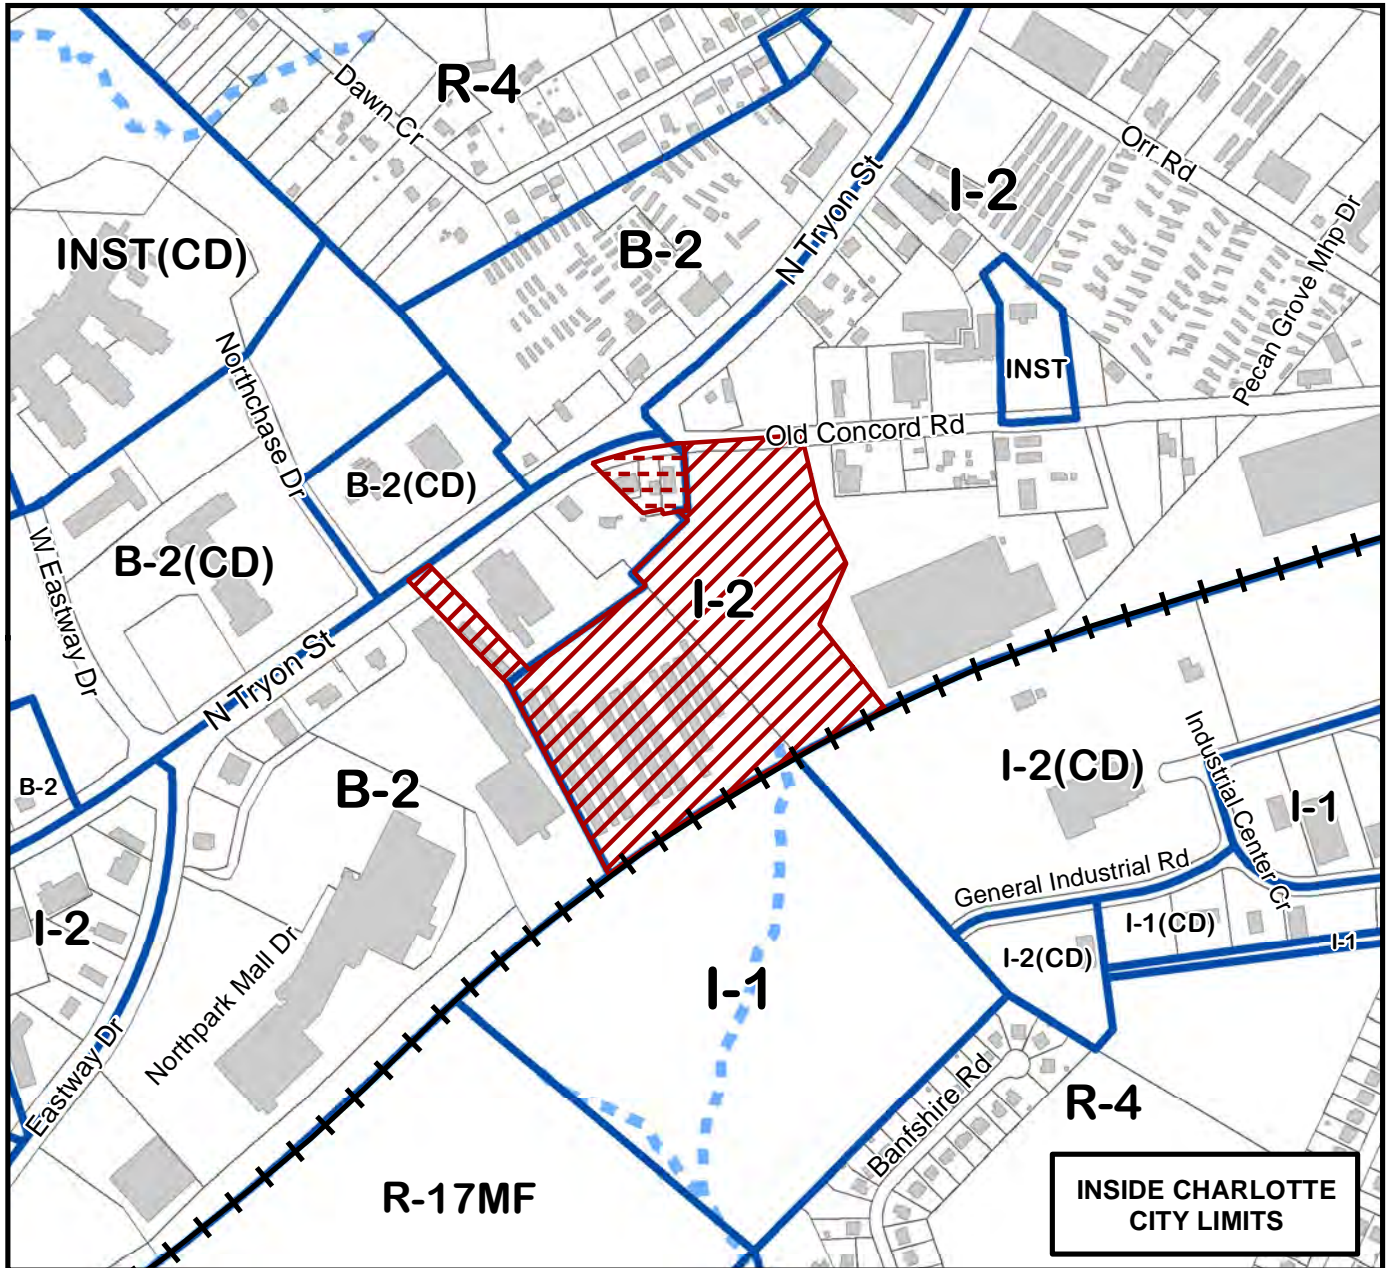 R-4
Dawn Cr
Orr Rd
I-2
N Tryon St
INST(CD)
B-2
Pecan Grove Mhp Dr
Northchase Dr
INST
Old Concord Rd
B-2(CD)
W Eastway Dr
B-2(CD)
I-2
N Tryon St
B-2
B-2
I-2(CD)
Industrial Center Cr
I-1
General Industrial Rd
I-1(CD)
I-2
I-2(CD)
I-1
Northpark Mall Dr
I-1
Eastway Dr
Banfshire Rd
R-4
R-17MF
INSIDE CHARLOTTE
CITY LIMITS